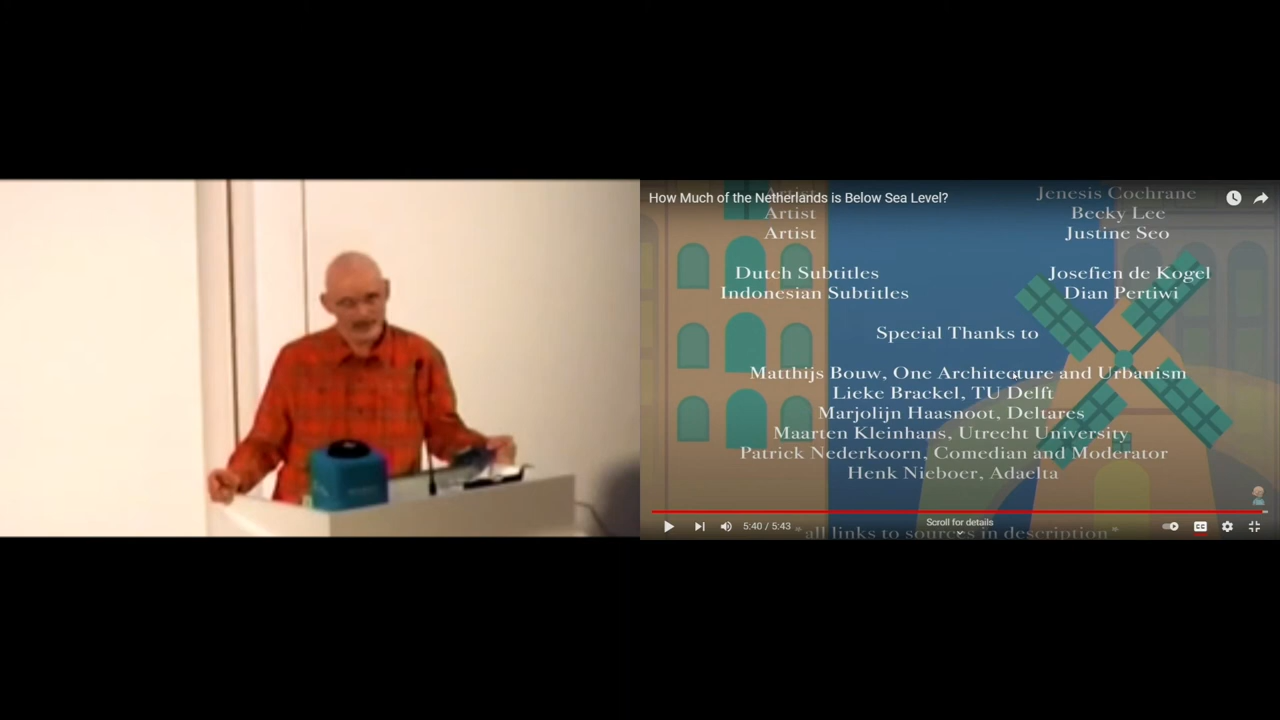 How Much of the Netherlands is Below Sea Level?
Artist Jenesis Cochrane
Artist Becky Lee
Artist Justine Seo
Dutch Subtitles Josefien de Kogel
Indonesian Subtitles Dian Pertiwi
Special Thanks to
Matthijs Bouw, One Architecture and Urbanism
Lieke Brackel, TU Delft
Marjolijn Haasnoot, Deltares
Maarten Kleinhans, Utrecht University
Patrick Nederkoorn, Comedian and Moderator
Henk Nieboer, Adaelta
Scroll for details
5:40 / 5:43
CC
*all links to sources in description*